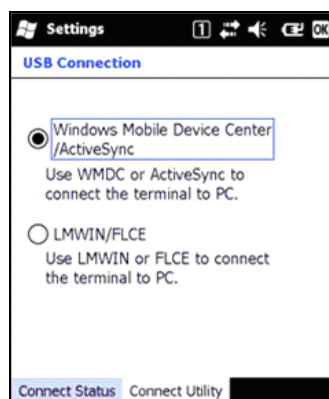 Settings
1
OK
USB Connection
Windows Mobile Device Center
/ActiveSync
Use WMDC or ActiveSync to
connect the terminal to PC.
LMWIN/FLCE
Use LMWIN or FLCE to connect
the terminal to PC.
Connect Status Connect Utility